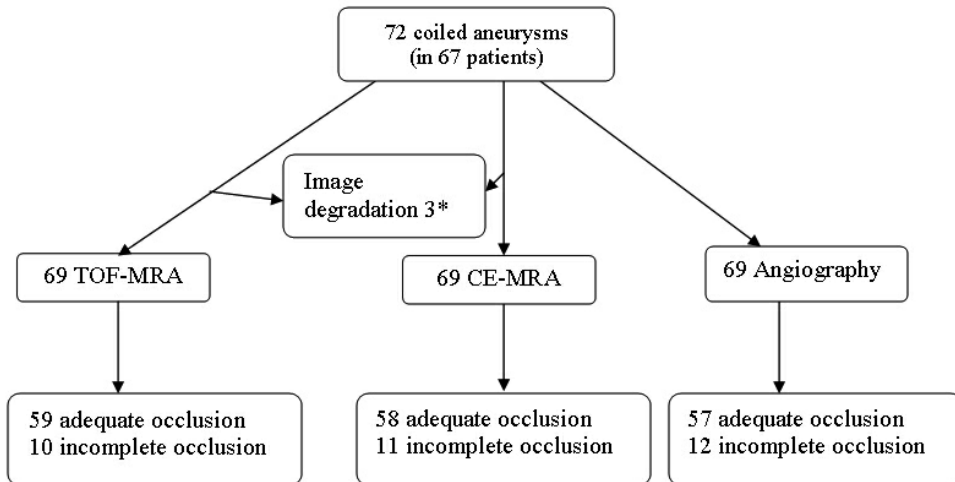 72 coiled aneurysms
(in 67 patients)
Image
degradation 3*
69 TOF-MRA
69 CE-MRA
69 Angiography
59 adequate occlusion
10 incomplete occlusion
58 adequate occlusion
11 incomplete occlusion
57 adequate occlusion
12 incomplete occlusion